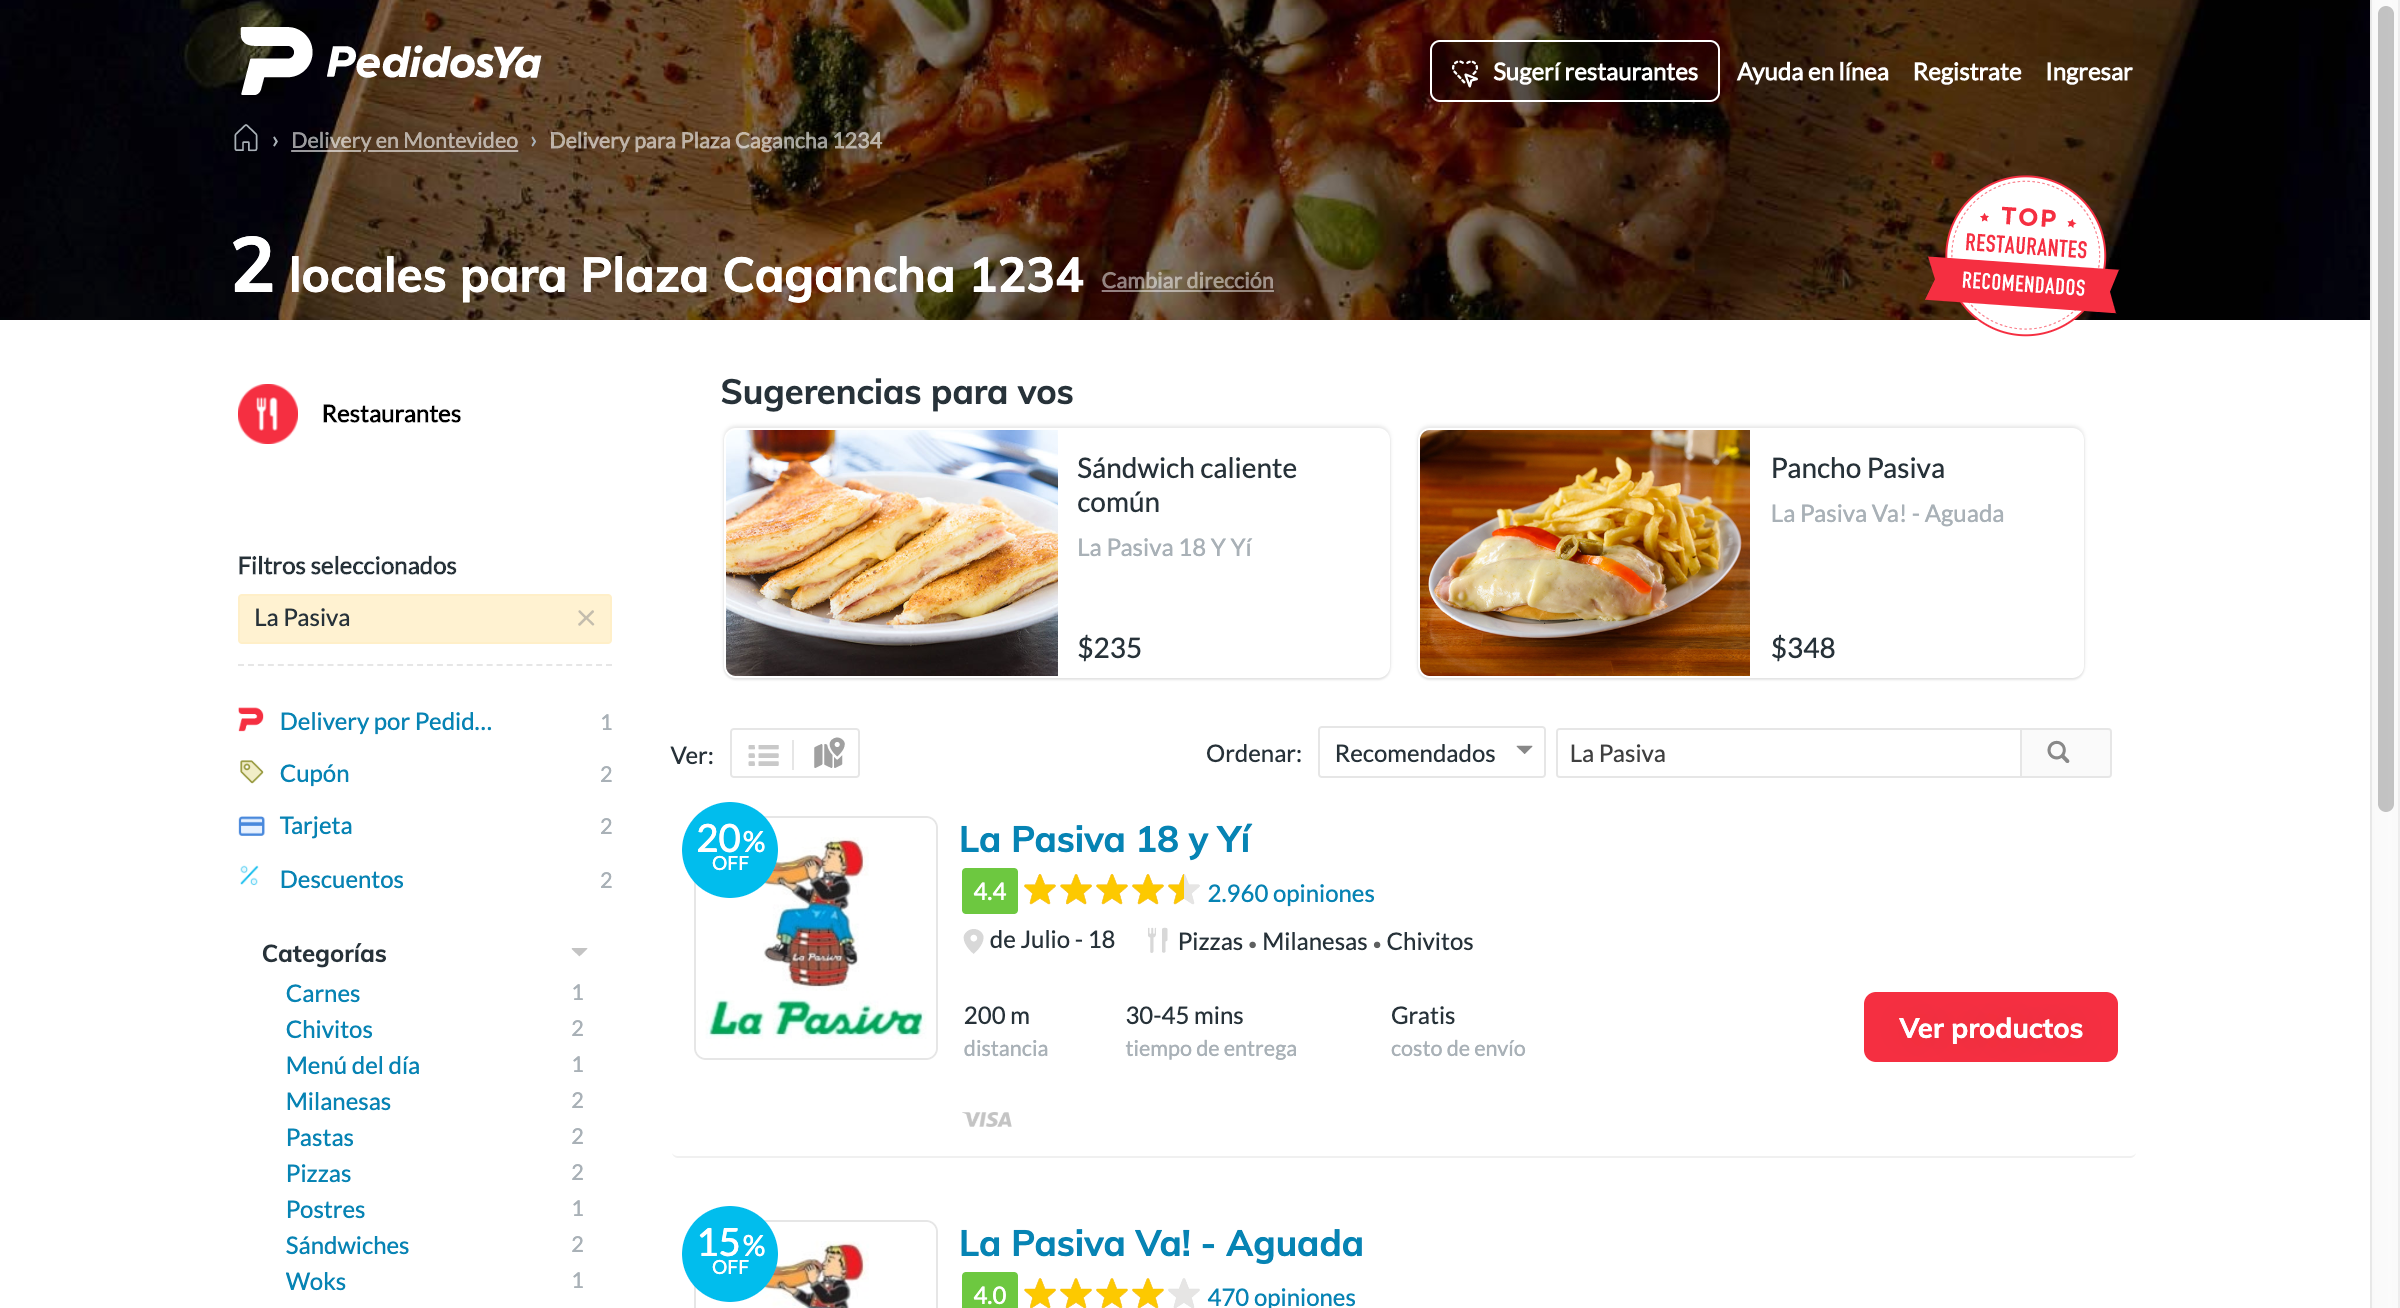 PedidosYa
Sugerí restaurantes
Ayuda en línea
Registrate
Ingresar
› Delivery en Montevideo › Delivery para Plaza Cagancha 1234
2 locales para Plaza Cagancha 1234 Cambiar dirección
TOP
RESTAURANTES
RECOMENDADOS
Restaurantes
Filtros seleccionados
La Pasiva
Delivery por Pedid... 1
Cupón 2
Tarjeta 2
Descuentos 2
Categorías
Carnes 1
Chivitos 2
Menú del día 1
Milanesas 2
Pastas 2
Pizzas 2
Postres 1
Sándwiches 2
Woks 1
Sugerencias para vos
Sándwich caliente
común
La Pasiva 18 Y Yí
$235
Pancho Pasiva
La Pasiva Va! - Aguada
$348
Ver:
Ordenar: Recomendados
La Pasiva
20%
OFF
La Pasiva
La Pasiva
La Pasiva 18 y Yí
4.4 2.960 opiniones
de Julio - 18 Pizzas • Milanesas • Chivitos
200 m 30-45 mins Gratis
distancia tiempo de entrega costo de envío
Ver productos
VISA
15%
OFF
La Pasiva Va! - Aguada
4.0 470 opiniones